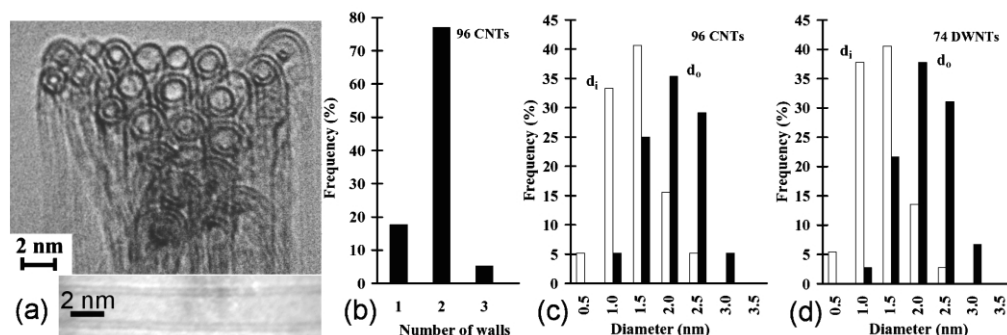 2 nm
2 nm
(a)
80
70
60
50
40
30
20
10
0
Frequency (%)
96 CNTs
1 2 3
Number of walls
(b)
45
40
35
30
25
20
15
10
5
0
Frequency (%)
96 CNTs
di
do
0.5 1.0 1.5 2.0 2.5 3.0 3.5
Diameter (nm)
(c)
45
40
35
30
25
20
15
10
5
0
Frequency (%)
74 DWNTs
di
do
0.5 1.0 1.5 2.0 2.5 3.0 3.5
Diameter (nm)
(d)